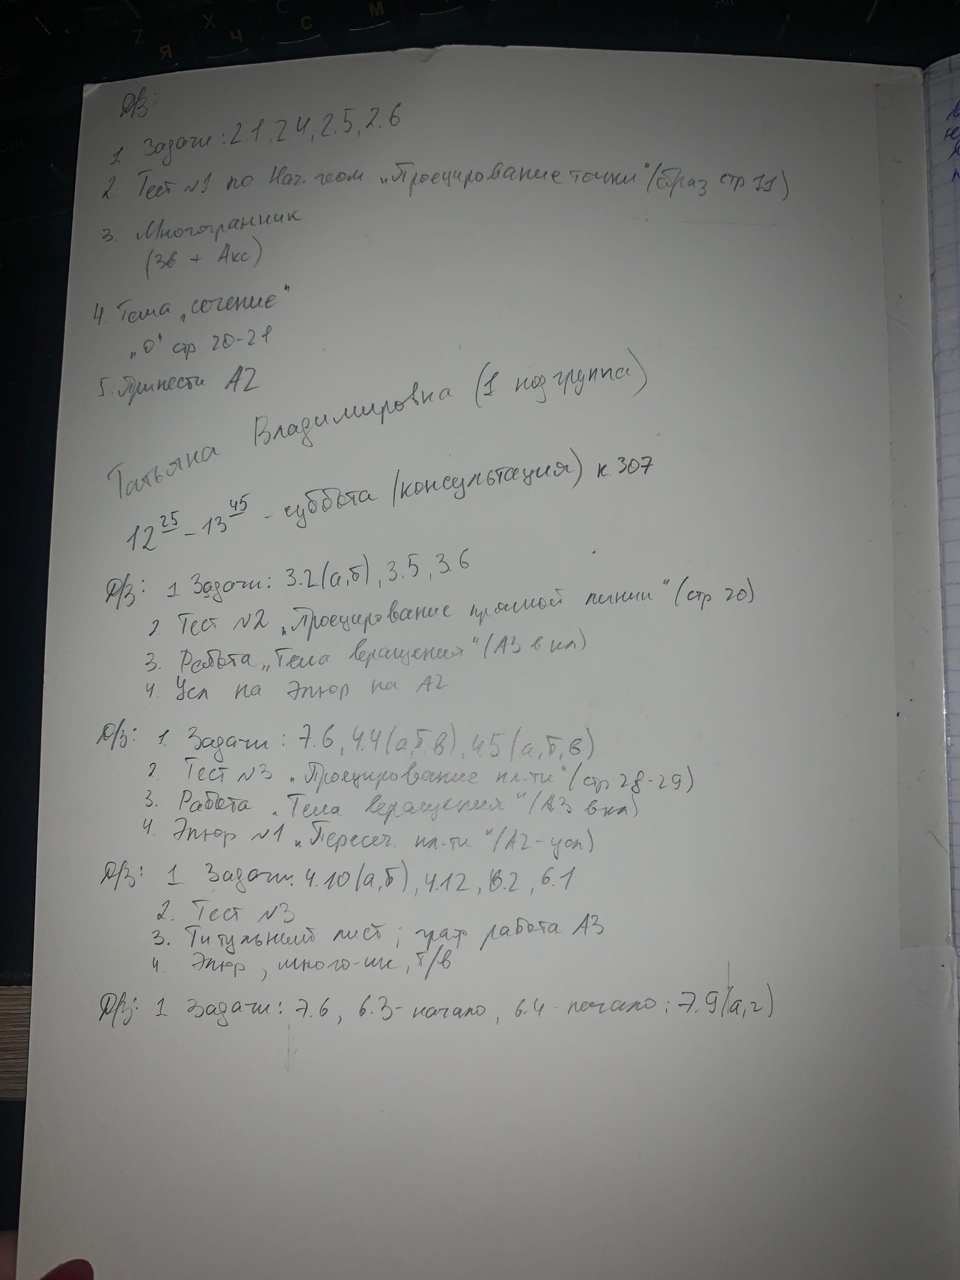 Д/з:
1 Задачи: 2.1, 2.4, 2.5, 2.6
2 Тест №1 по Нач. геом „Проецирование точки" (образ стр 11)
3. Многогранник
(3в + Акс)
4. Тема „сечение"
„0" стр 20-21
5. Принести А2
Татьяна Владимировна (1 подгруппа)
12 25 - 13 45 - суббота (консультация) к 307
Д/з: 1 Задачи: 3.2(а,б), 3.5, 3.6
2. Тест №2 „Проецирование прямой линии" (стр 20)
3. Работа „Тела вращения" (А3 в кл)
4. Усл на Эпюр на А2
Д/з: 1. Задачи: 7.6, 4.4(а,б,в), 4.5(а,б,в)
2. Тест №3 „Проецирование пл-ти" (стр 28-29)
3. Работа „Тела вращения" (А3 в кл)
4. Эпюр №1 „Пересеч. пл-ти" (А2-усл)
Д/з: 1 Задачи: 4.10(а,б), 4.12, 6.1
2. Тест №3
3. Титульный лист; граф работа А3
4. Эпюр, много-ик, т/в
Д/з: 1 Задачи: 7.6, 6.3-начало, 6.4-начало; 7.9(а,г)